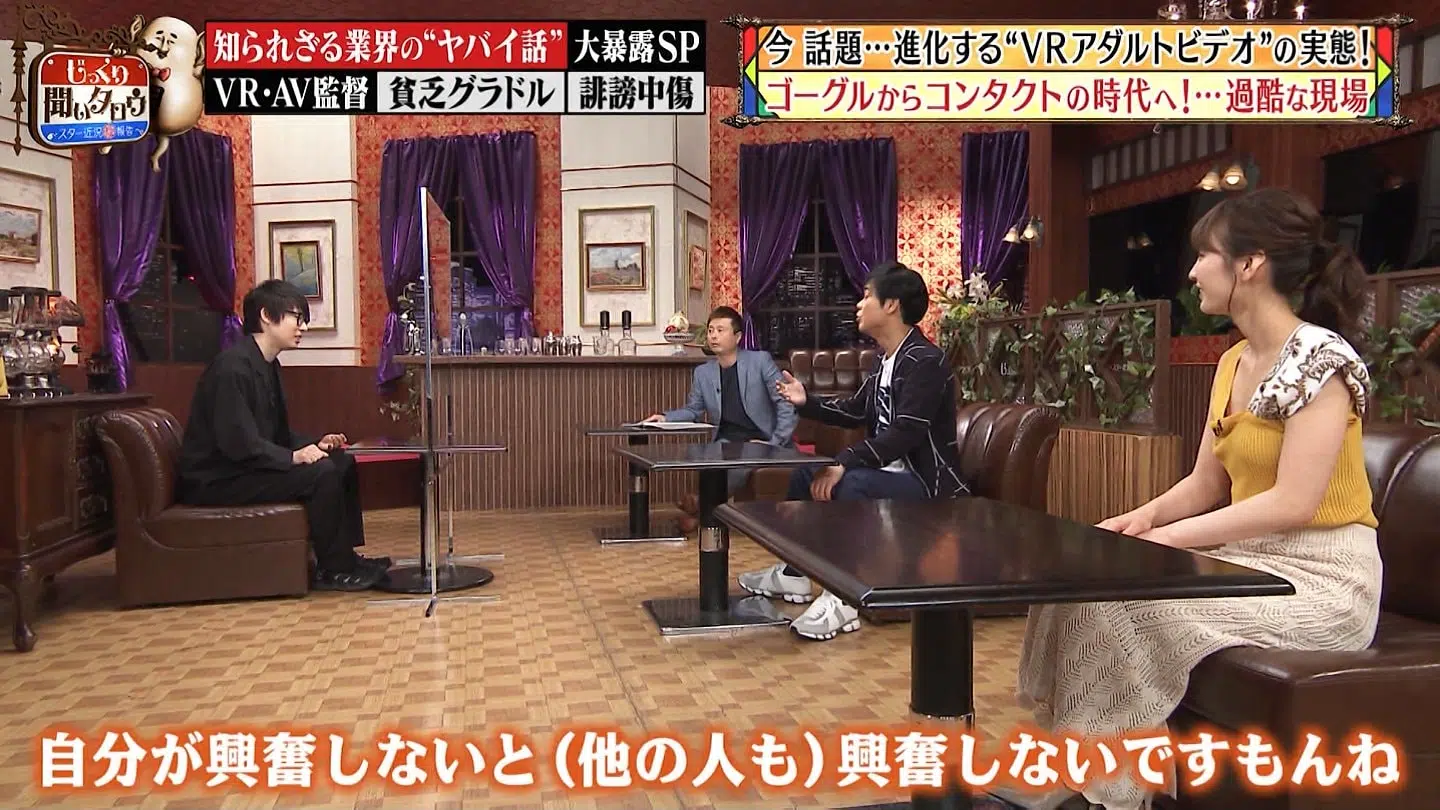 じっくり
聞いタロウ
~スター近況㊙報告~
知られざる業界の“ヤバイ話”大暴露SP
VR・AV監督 貧乏グラドル 誹謗中傷
今 話題…進化する“VRアダルトビデオ”の実態!
ゴーグルからコンタクトの時代へ!…過酷な現場
自分が興奮しないと(他の人も)興奮しないですもんね